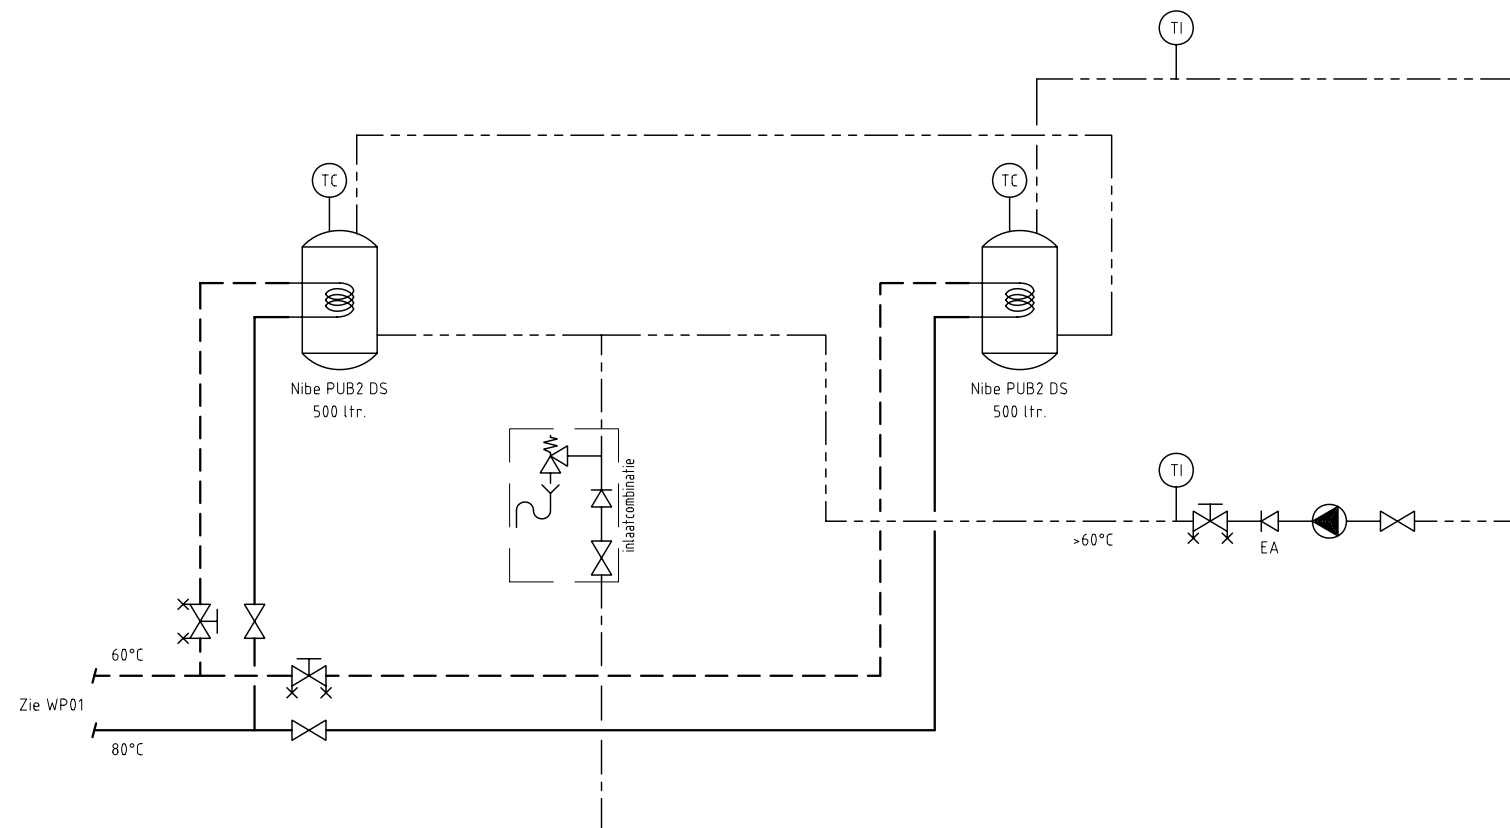 TI
TC
TC
Nibe PUB2 DS
500 ltr.
Nibe PUB2 DS
500 ltr.
inlaatcombinatie
TI
>60°C
EA
60°C
Zie WP01
80°C